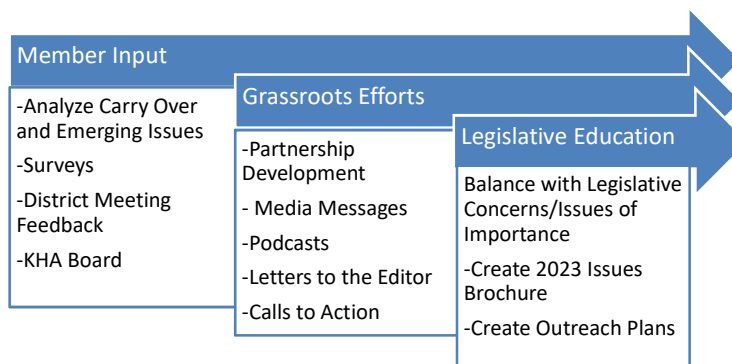 Member Input
-Analyze Carry Over
and Emerging Issues
-Surveys
-District Meeting
Feedback
-KHA Board
Grassroots Efforts
-Partnership
Development
- Media Messages
-Podcasts
-Letters to the Editor
-Calls to Action
Legislative Education
Balance with Legislative
Concerns/Issues of
Importance
-Create 2023 Issues
Brochure
-Create Outreach Plans